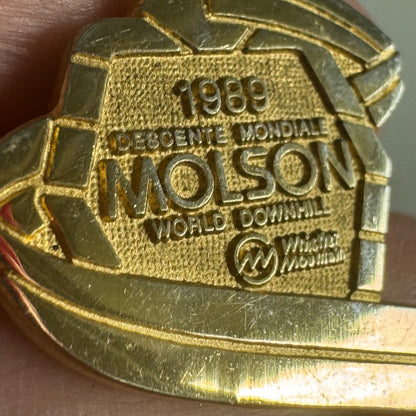 1989
DESCENTE MONDIALE
MOLSON
WORLD DOWNHILL
Whistler
Mountain